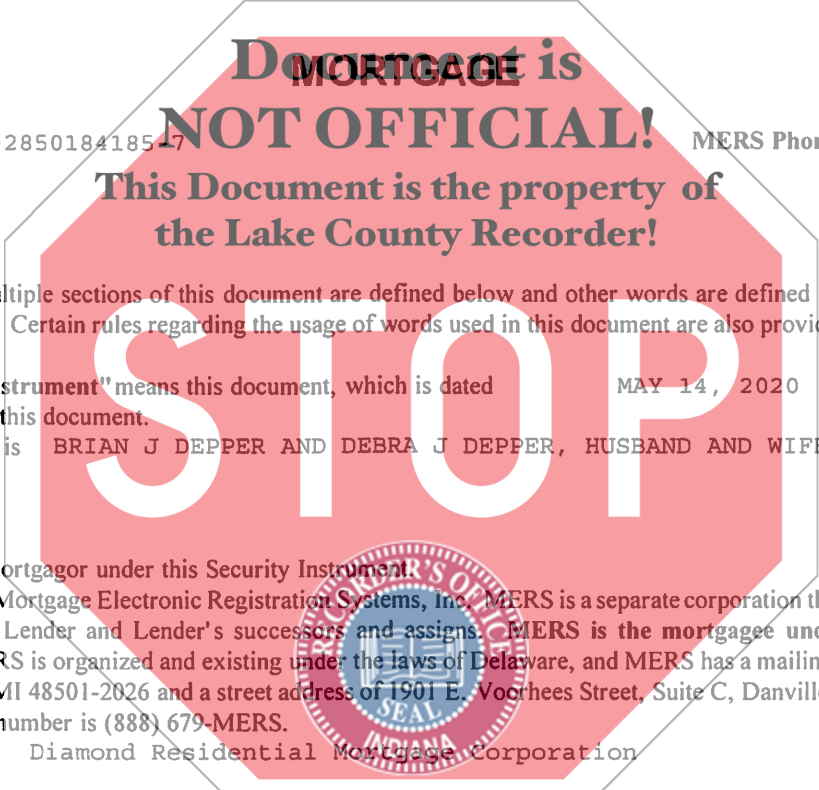 Document is
MORTGAGE
NOT OFFICIAL!
2850184185-7 MERS Phon
This Document is the property of
the Lake County Recorder!
ltiple sections of this document are defined below and other words are defined
Certain rules regarding the usage of words used in this document are also provid
strument" means this document, which is dated MAY 14, 2020
this document.
is BRIAN J DEPPER AND DEBRA J DEPPER, HUSBAND AND WIFE
STOP
ortgagor under this Security Instrument.
Mortgage Electronic Registration Systems, Inc. MERS is a separate corporation th
Lender and Lender's successors and assigns. MERS is the mortgagee und
RS is organized and existing under the laws of Delaware, and MERS has a mailin
MI 48501-2026 and a street address of 1901 E. Voorhees Street, Suite C, Danville
number is (888) 679-MERS.
Diamond Residential Mortgage Corporation
RECORDER'S OFFICE
SEAL
INDIANA